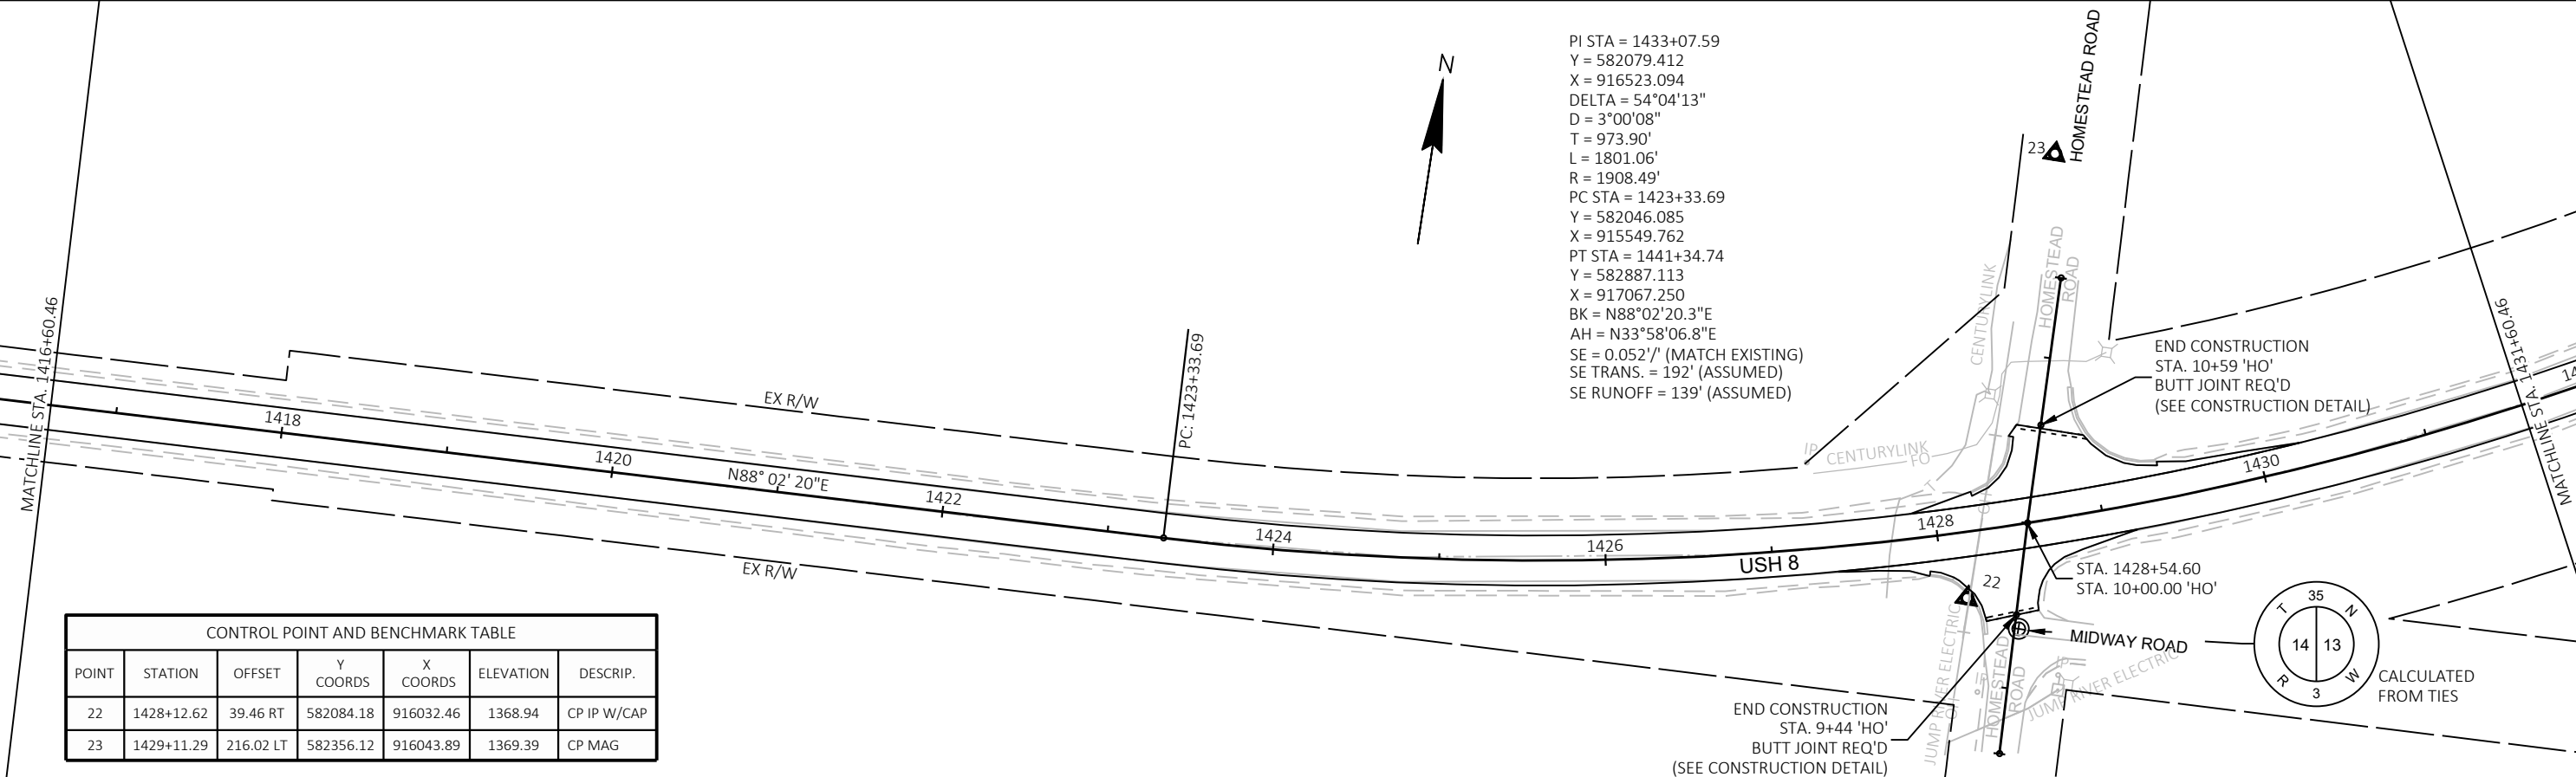 N
PI STA = 1433+07.59
Y = 582079.412
X = 916523.094
DELTA = 54°04'13"
D = 3°00'08"
T = 973.90'
L = 1801.06'
R = 1908.49'
PC STA = 1423+33.69
Y = 582046.085
X = 915549.762
PT STA = 1441+34.74
Y = 582887.113
X = 917067.250
BK = N88°02'20.3"E
AH = N33°58'06.8"E
SE = 0.052'/' (MATCH EXISTING)
SE TRANS. = 192' (ASSUMED)
SE RUNOFF = 139' (ASSUMED)
HOMESTEAD ROAD
23
MATCHLINE STA. 1416+60.46
1418
1420
N88° 02' 20"E
1422
EX R/W
EX R/W
PC: 1423+33.69
1424
1426
USH 8
1428
1430
14
CENTURYLINK
HOMESTEAD
ROAD
IP
CENTURYLINK
FO
T
G
END CONSTRUCTION
STA. 10+59 'HO'
BUTT JOINT REQ'D
(SEE CONSTRUCTION DETAIL)
MATCHLINE STA. 1431+60.46
22
STA. 1428+54.60
STA. 10+00.00 'HO'
MIDWAY ROAD
35
T
N
14
13
R
W
3
CALCULATED
FROM TIES
JUMP RIVER ELECTRIC
HOMESTEAD
ROAD
JUMP RIVER ELECTRIC
END CONSTRUCTION
STA. 9+44 'HO'
BUTT JOINT REQ'D
(SEE CONSTRUCTION DETAIL)
CONTROL POINT AND BENCHMARK TABLE
POINT STATION OFFSET Y COORDS X COORDS ELEVATION DESCRIP.
22 1428+12.62 39.46 RT 582084.18 916032.46 1368.94 CP IP W/CAP
23 1429+11.29 216.02 LT 582356.12 916043.89 1369.39 CP MAG